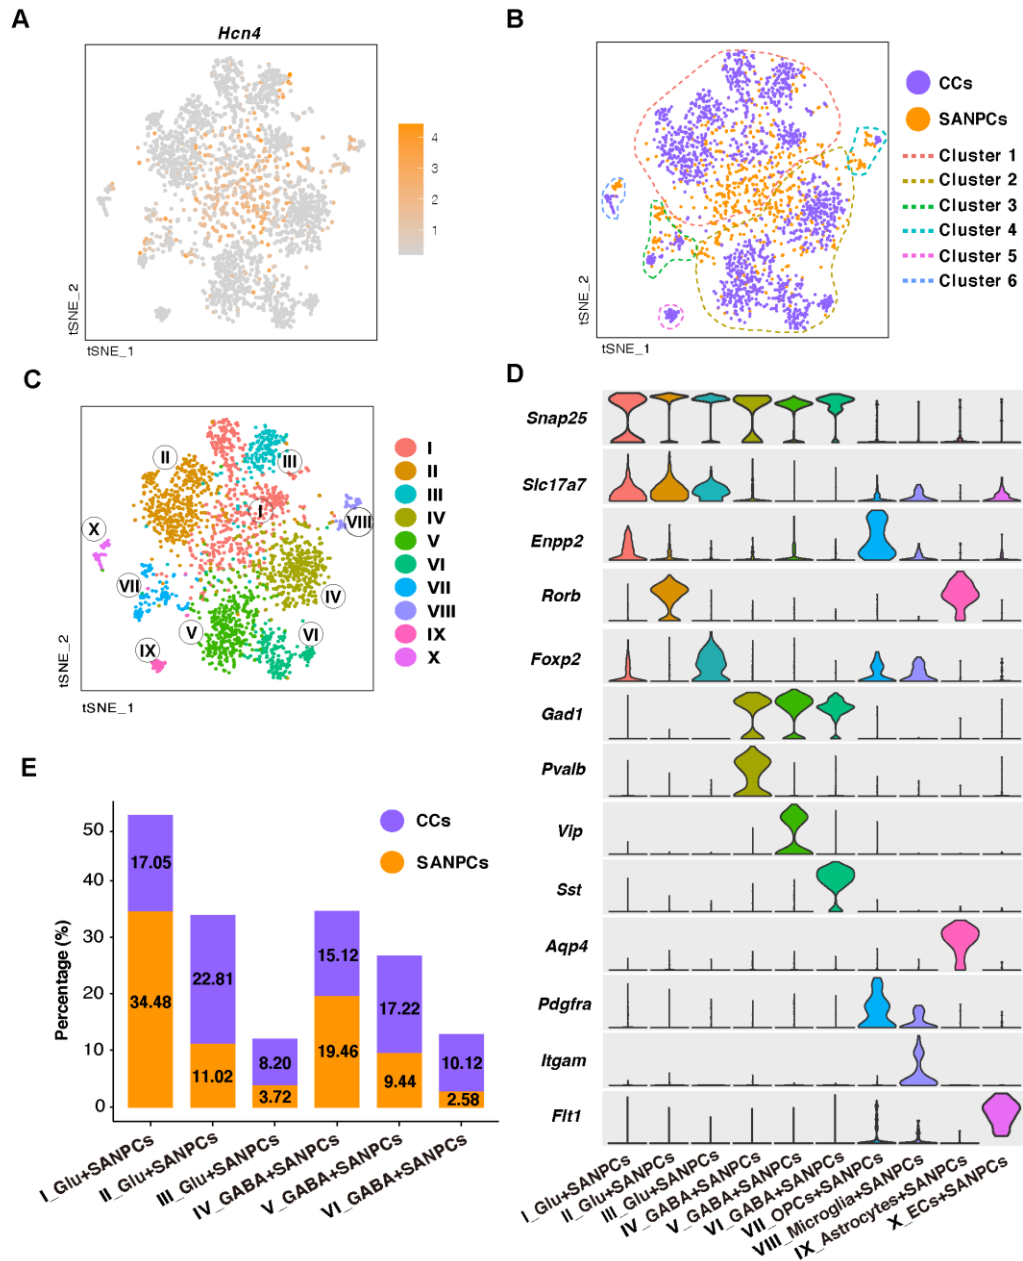 A
Hcn4
4
3
2
1
tSNE_2
tSNE_1
B
CCs
SANPCs
Cluster 1
Cluster 2
Cluster 3
Cluster 4
Cluster 5
Cluster 6
tSNE_2
tSNE_1
C
II
III
I
X
VIII
VII
IV
V
VI
IX
I
II
III
IV
V
VI
VII
VIII
IX
X
tSNE_2
tSNE_1
D
Snap25
Slc17a7
Enpp2
Rorb
Foxp2
Gad1
Pvalb
Vip
Sst
Aqp4
Pdgfra
Itgam
Flt1
I_Glu+SANPCs
II_Glu+SANPCs
III_Glu+SANPCs
IV_GABA+SANPCs
V_GABA+SANPCs
VI_GABA+SANPCs
VII_OPCs+SANPCs
VIII_Microglia+SANPCs
IX_Astrocytes+SANPCs
X_ECs+SANPCs
E
CCs
SANPCs
Percentage (%)
50
40
30
20
10
0
17.05
34.48
22.81
11.02
8.20
3.72
15.12
19.46
17.22
9.44
10.12
2.58
I_Glu+SANPCs
II_Glu+SANPCs
III_Glu+SANPCs
IV_GABA+SANPCs
V_GABA+SANPCs
VI_GABA+SANPCs